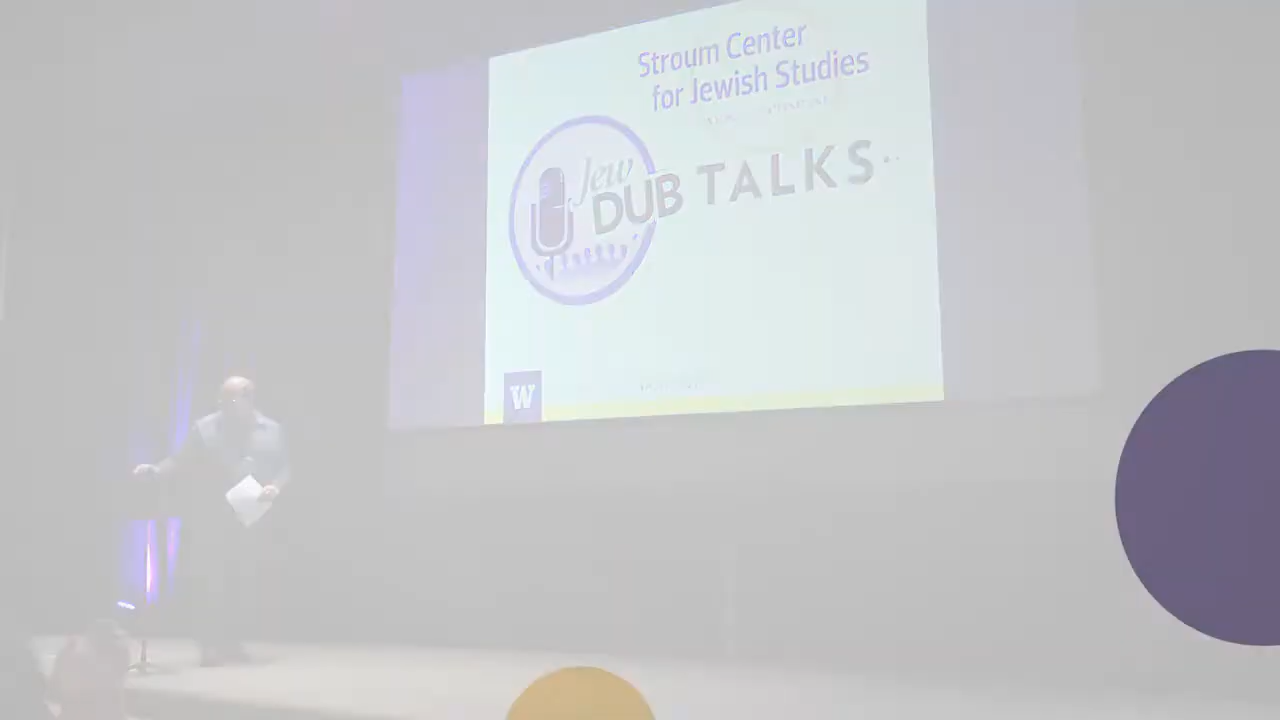 Stroum Center
for Jewish Studies
Jew
DUB TALKS
W